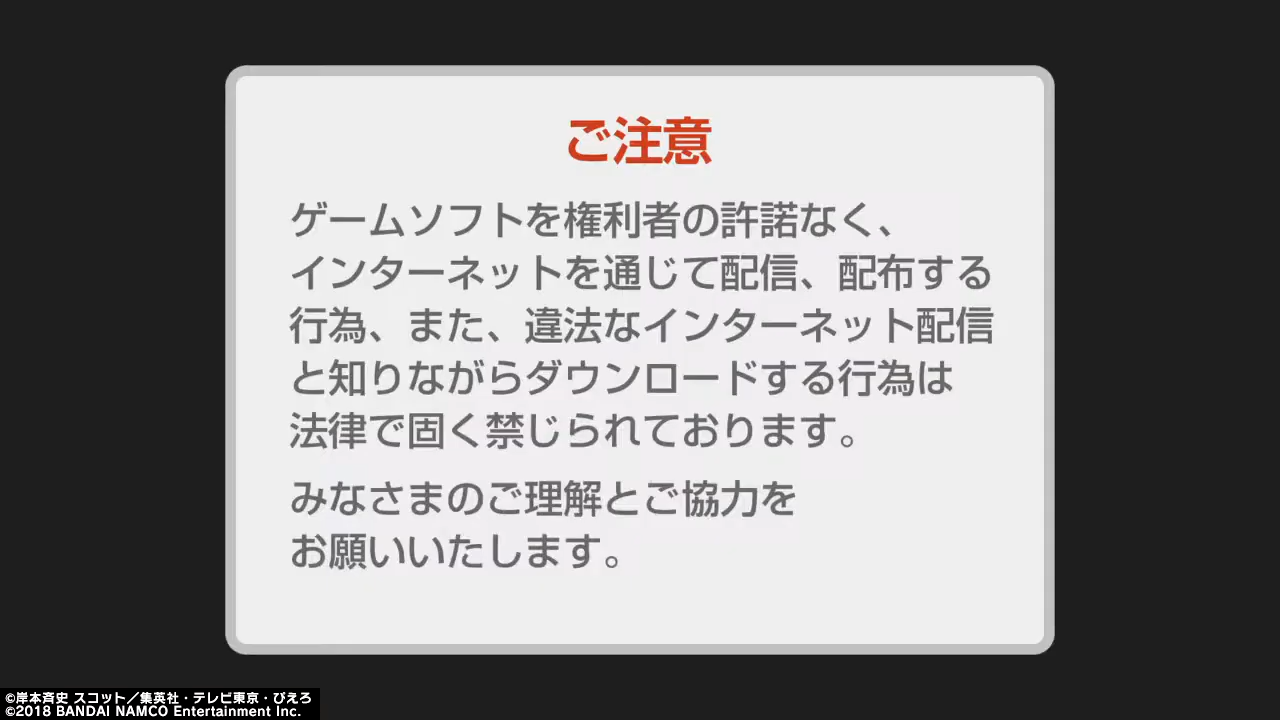 ご注意
ゲームソフトを権利者の許諾なく、
インターネットを通じて配信、配布する
行為、また、違法なインターネット配信
と知りながらダウンロードする行為は
法律で固く禁じられております。
みなさまのご理解とご協力を
お願いいたします。
©岸本斉史 スコット／集英社・テレビ東京・ぴえろ
©2018 BANDAI NAMCO Entertainment Inc.